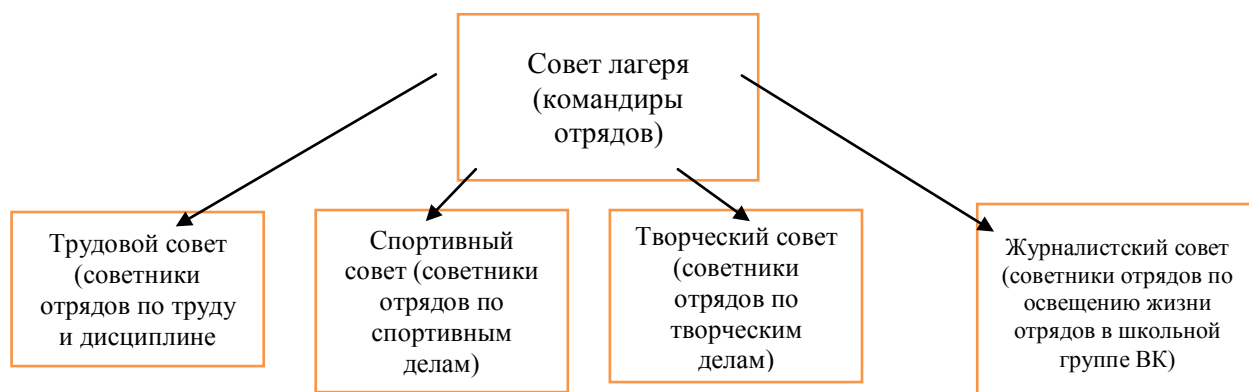 Совет лагеря
(командиры
отрядов)
Трудовой совет
(советники
отрядов по труду
и дисциплине
Спортивный
совет (советники
отрядов по
спортивным
делам)
Творческий совет
(советники
отрядов по
творческим
делам)
Журналистский совет
(советники отрядов по
освещению жизни
отрядов в школьной
группе ВК)